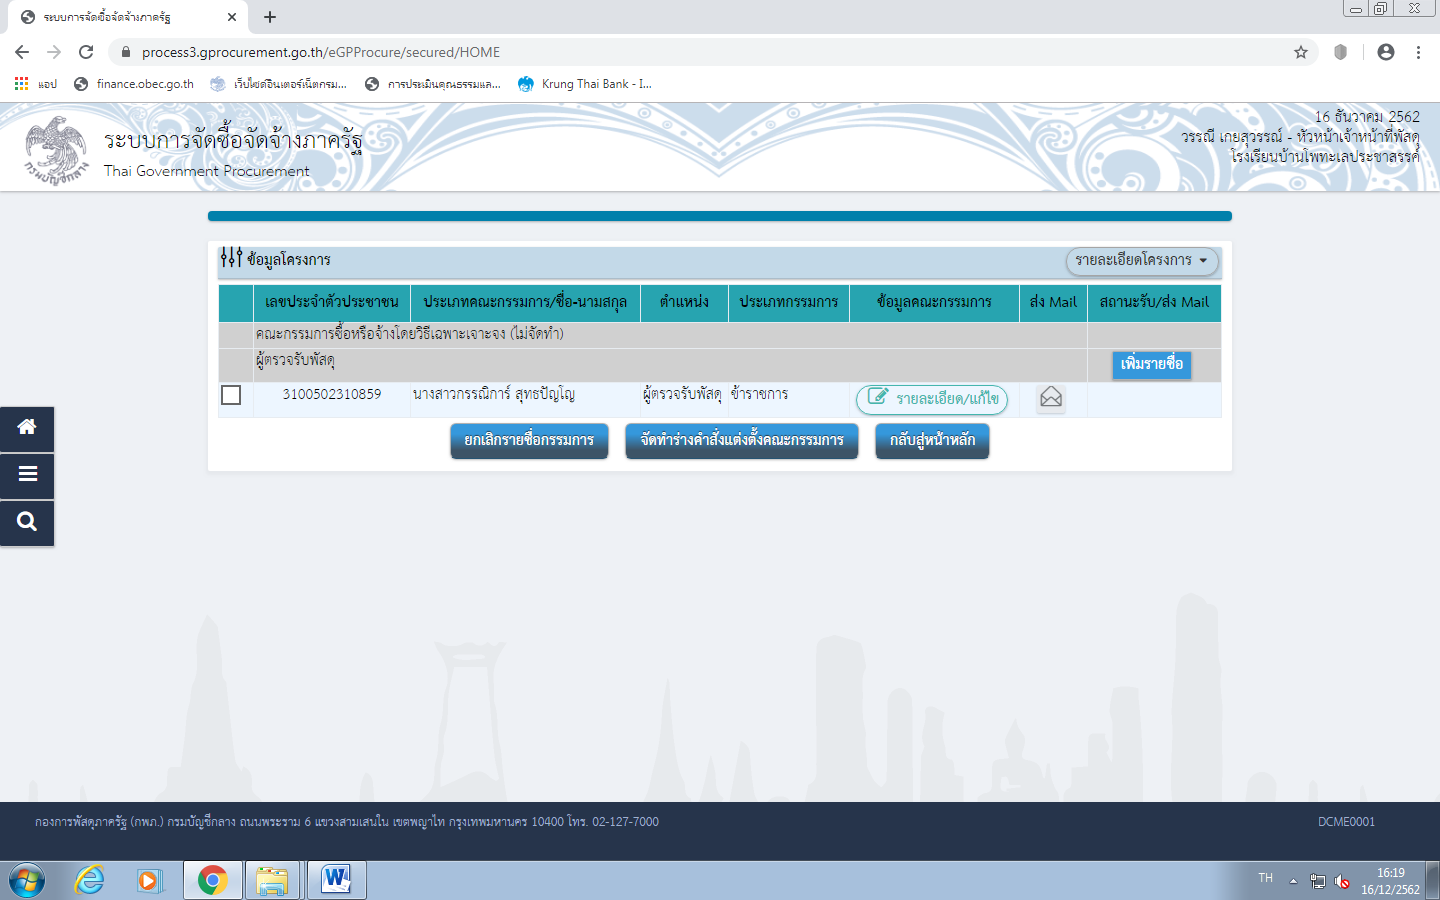 ระบบการจัดซื้อจัดจ้างภาครัฐ
process3.gprocurement.go.th/eGPProcure/secured/HOME
แอป finance.obec.go.th เว็บไซต์อินเตอร์เน็ตกรม... การประเมินคุณธรรมแล... Krung Thai Bank - I...
ระบบการจัดซื้อจัดจ้างภาครัฐ
Thai Government Procurement
16 ธันวาคม 2562
วรรณี เกยสุวรรณ์ - หัวหน้าเจ้าหน้าที่พัสดุ
โรงเรียนบ้านโพทะเลประชาสรรค์
กรมบัญชีกลาง
ข้อมูลโครงการ รายละเอียดโครงการ
เลขประจำตัวประชาชน ประเภทคณะกรรมการ/ชื่อ-นามสกุล ตำแหน่ง ประเภทกรรมการ ข้อมูลคณะกรรมการ ส่ง Mail สถานะรับ/ส่ง Mail
คณะกรรมการซื้อหรือจ้างโดยวิธีเฉพาะเจาะจง (ไม่จัดทำ)
ผู้ตรวจรับพัสดุ เพิ่มรายชื่อ
3100502310859 นางสาวกรรณิการ์ สุทธปัญโญ ผู้ตรวจรับพัสดุ ข้าราชการ รายละเอียด/แก้ไข
ยกเลิกรายชื่อกรรมการ จัดทำร่างคำสั่งแต่งตั้งคณะกรรมการ กลับสู่หน้าหลัก
กองการพัสดุภาครัฐ (กพภ.) กรมบัญชีกลาง ถนนพระราม 6 แขวงสามเสนใน เขตพญาไท กรุงเทพมหานคร 10400 โทร. 02-127-7000 DCME0001
TH 16:19
16/12/2562